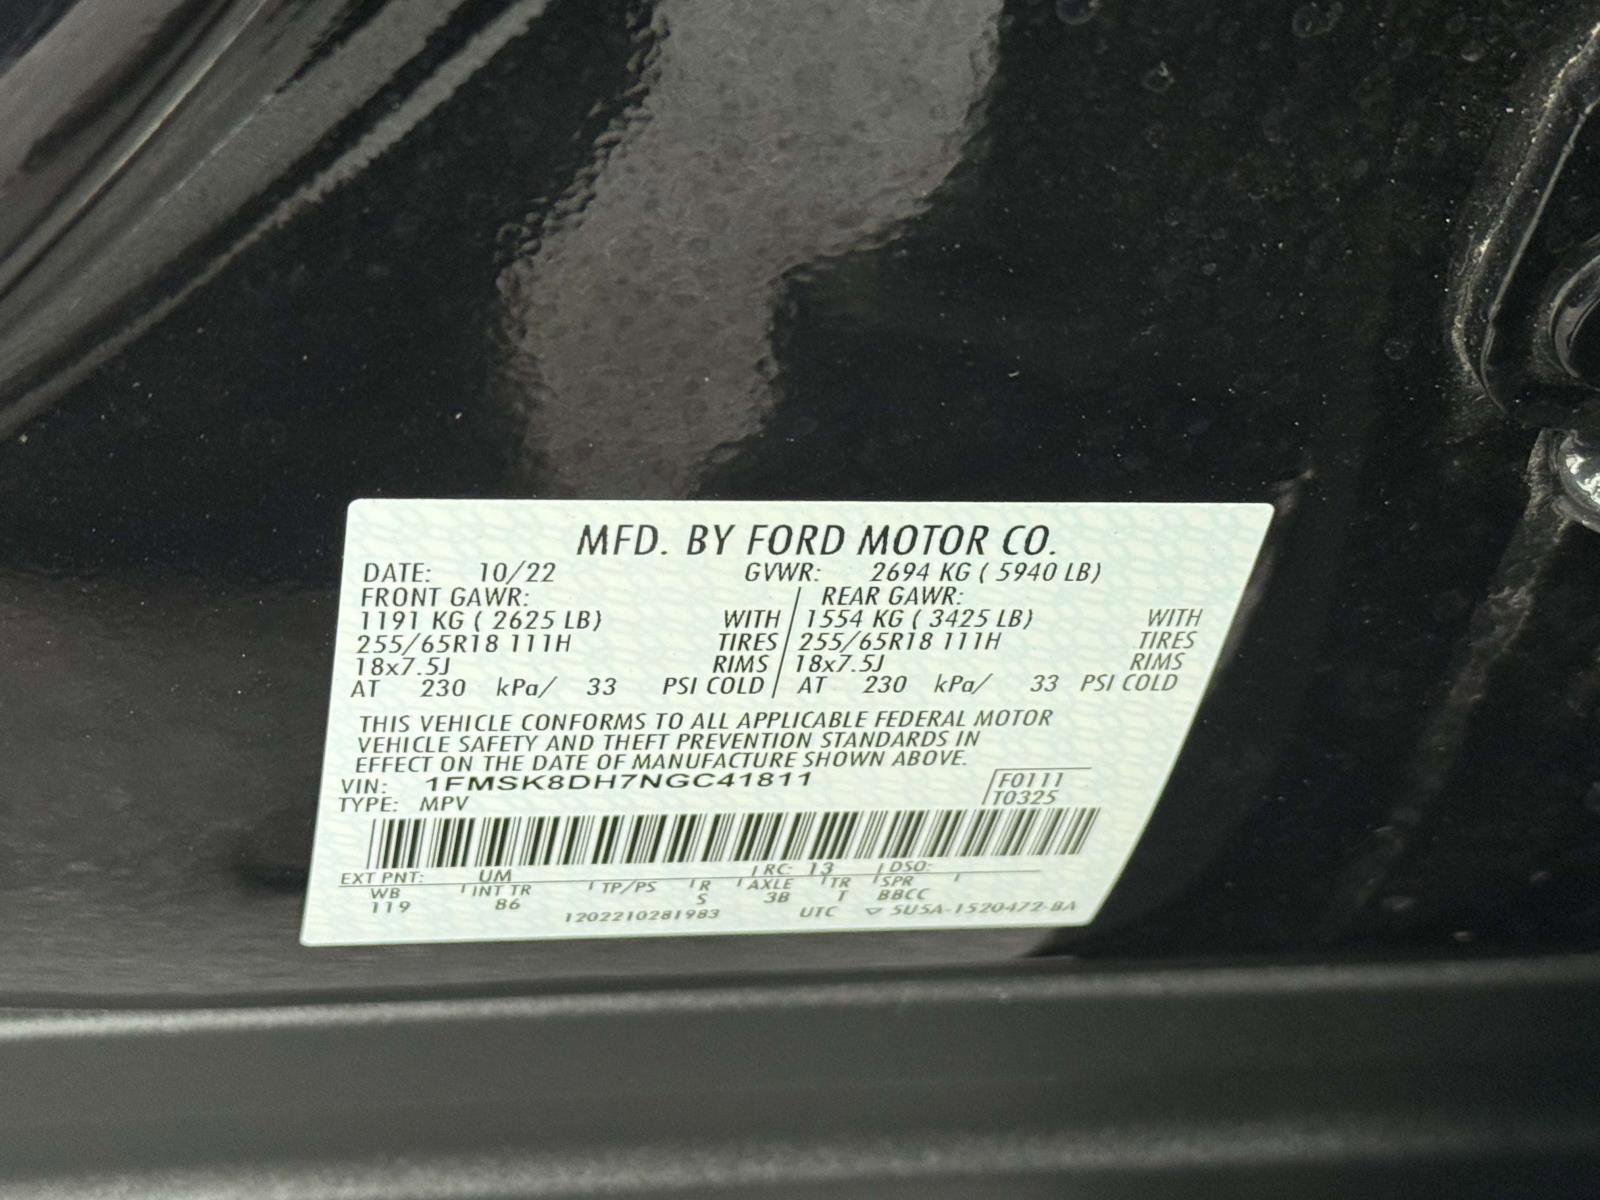 MFD. BY FORD MOTOR CO.
DATE: 10/22 GVWR: 2694 KG ( 5940 LB)
FRONT GAWR: REAR GAWR:
1191 KG ( 2625 LB) WITH 1554 KG ( 3425 LB) WITH
255/65R18 111H TIRES 255/65R18 111H TIRES
18x7.5J RIMS 18x7.5J RIMS
AT 230 kPa/ 33 PSI COLD AT 230 kPa/ 33 PSI COLD
THIS VEHICLE CONFORMS TO ALL APPLICABLE FEDERAL MOTOR
VEHICLE SAFETY AND THEFT PREVENTION STANDARDS IN
EFFECT ON THE DATE OF MANUFACTURE SHOWN ABOVE.
VIN: 1FMSK8DH7NGC41811 F0111
TYPE: MPV T0325
EXT PNT: UM RC: 13 DSO:
WB INT TR TP/PS R AXLE TR SPR
119 86 S 3B T BBCC
1202210281983 UTC ▽ 5U5A-1520472-BA